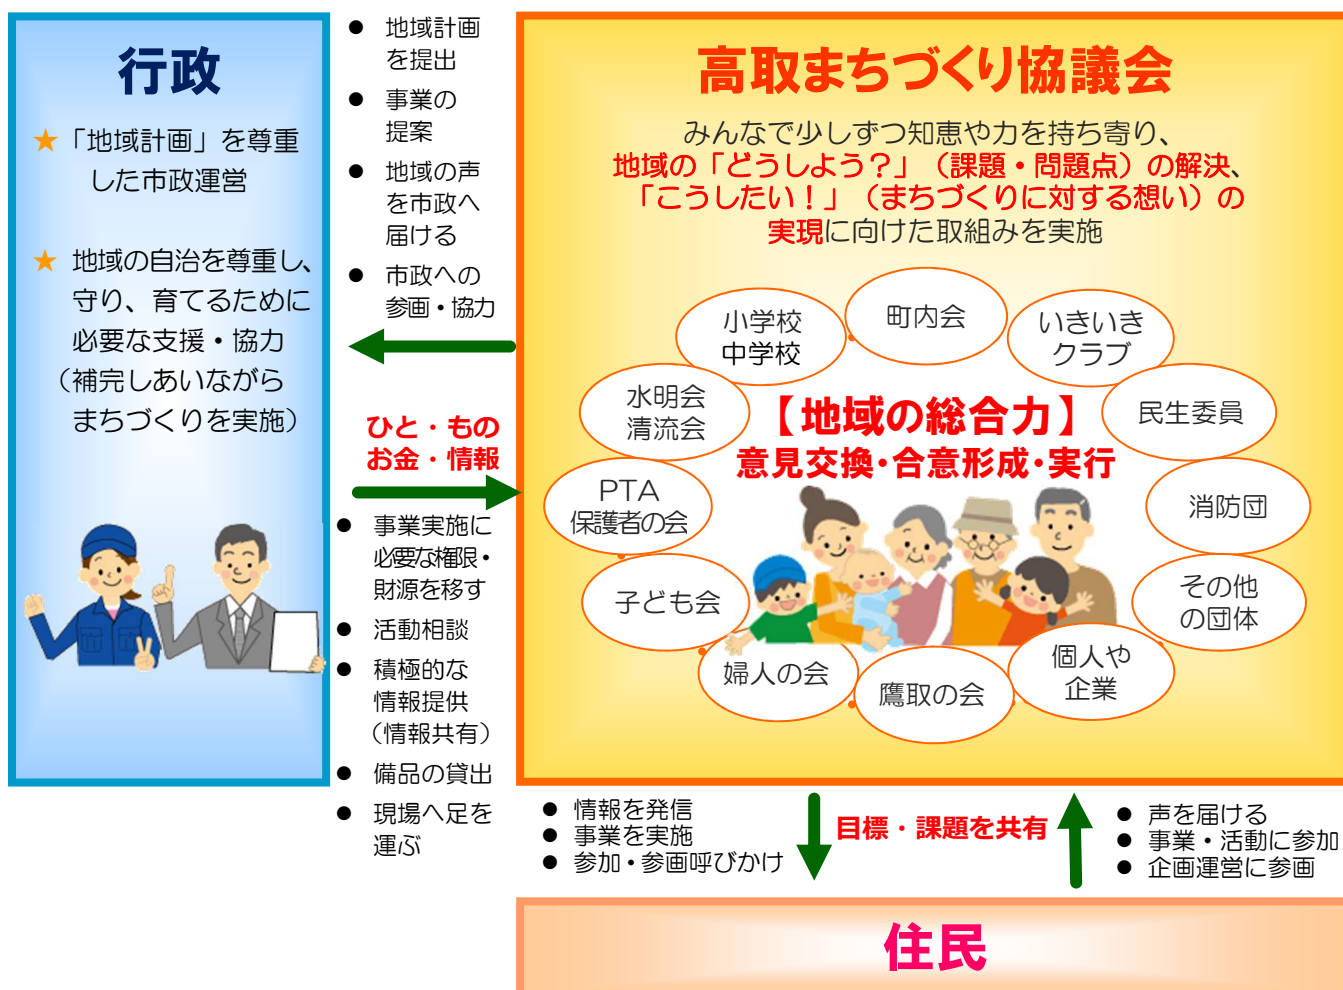 行政
★「地域計画」を尊重
した市政運営
★ 地域の自治を尊重し、
守り、育てるために
必要な支援・協力
（補完しあいながら
まちづくりを実施）
● 地域計画
を提出
● 事業の
提案
● 地域の声
を市政へ
届ける
● 市政への
参画・協力
ひと・もの
お金・情報
● 事業実施に
必要な権限・
財源を移す
● 活動相談
● 積極的な
情報提供
（情報共有）
● 備品の貸出
● 現場へ足を
運ぶ
高取まちづくり協議会
みんなで少しずつ知恵や力を持ち寄り、
地域の「どうしよう？」（課題・問題点）の解決、
「こうしたい！」（まちづくりに対する想い）の
実現に向けた取組みを実施
町内会
いきいき
クラブ
民生委員
消防団
その他
の団体
個人や
企業
鷹取の会
婦人の会
子ども会
PTA
保護者の会
水明会
清流会
小学校
中学校
【地域の総合力】
意見交換・合意形成・実行
● 情報を発信
● 事業を実施
● 参加・参画呼びかけ
目標・課題を共有
● 声を届ける
● 事業・活動に参加
● 企画運営に参画
住民